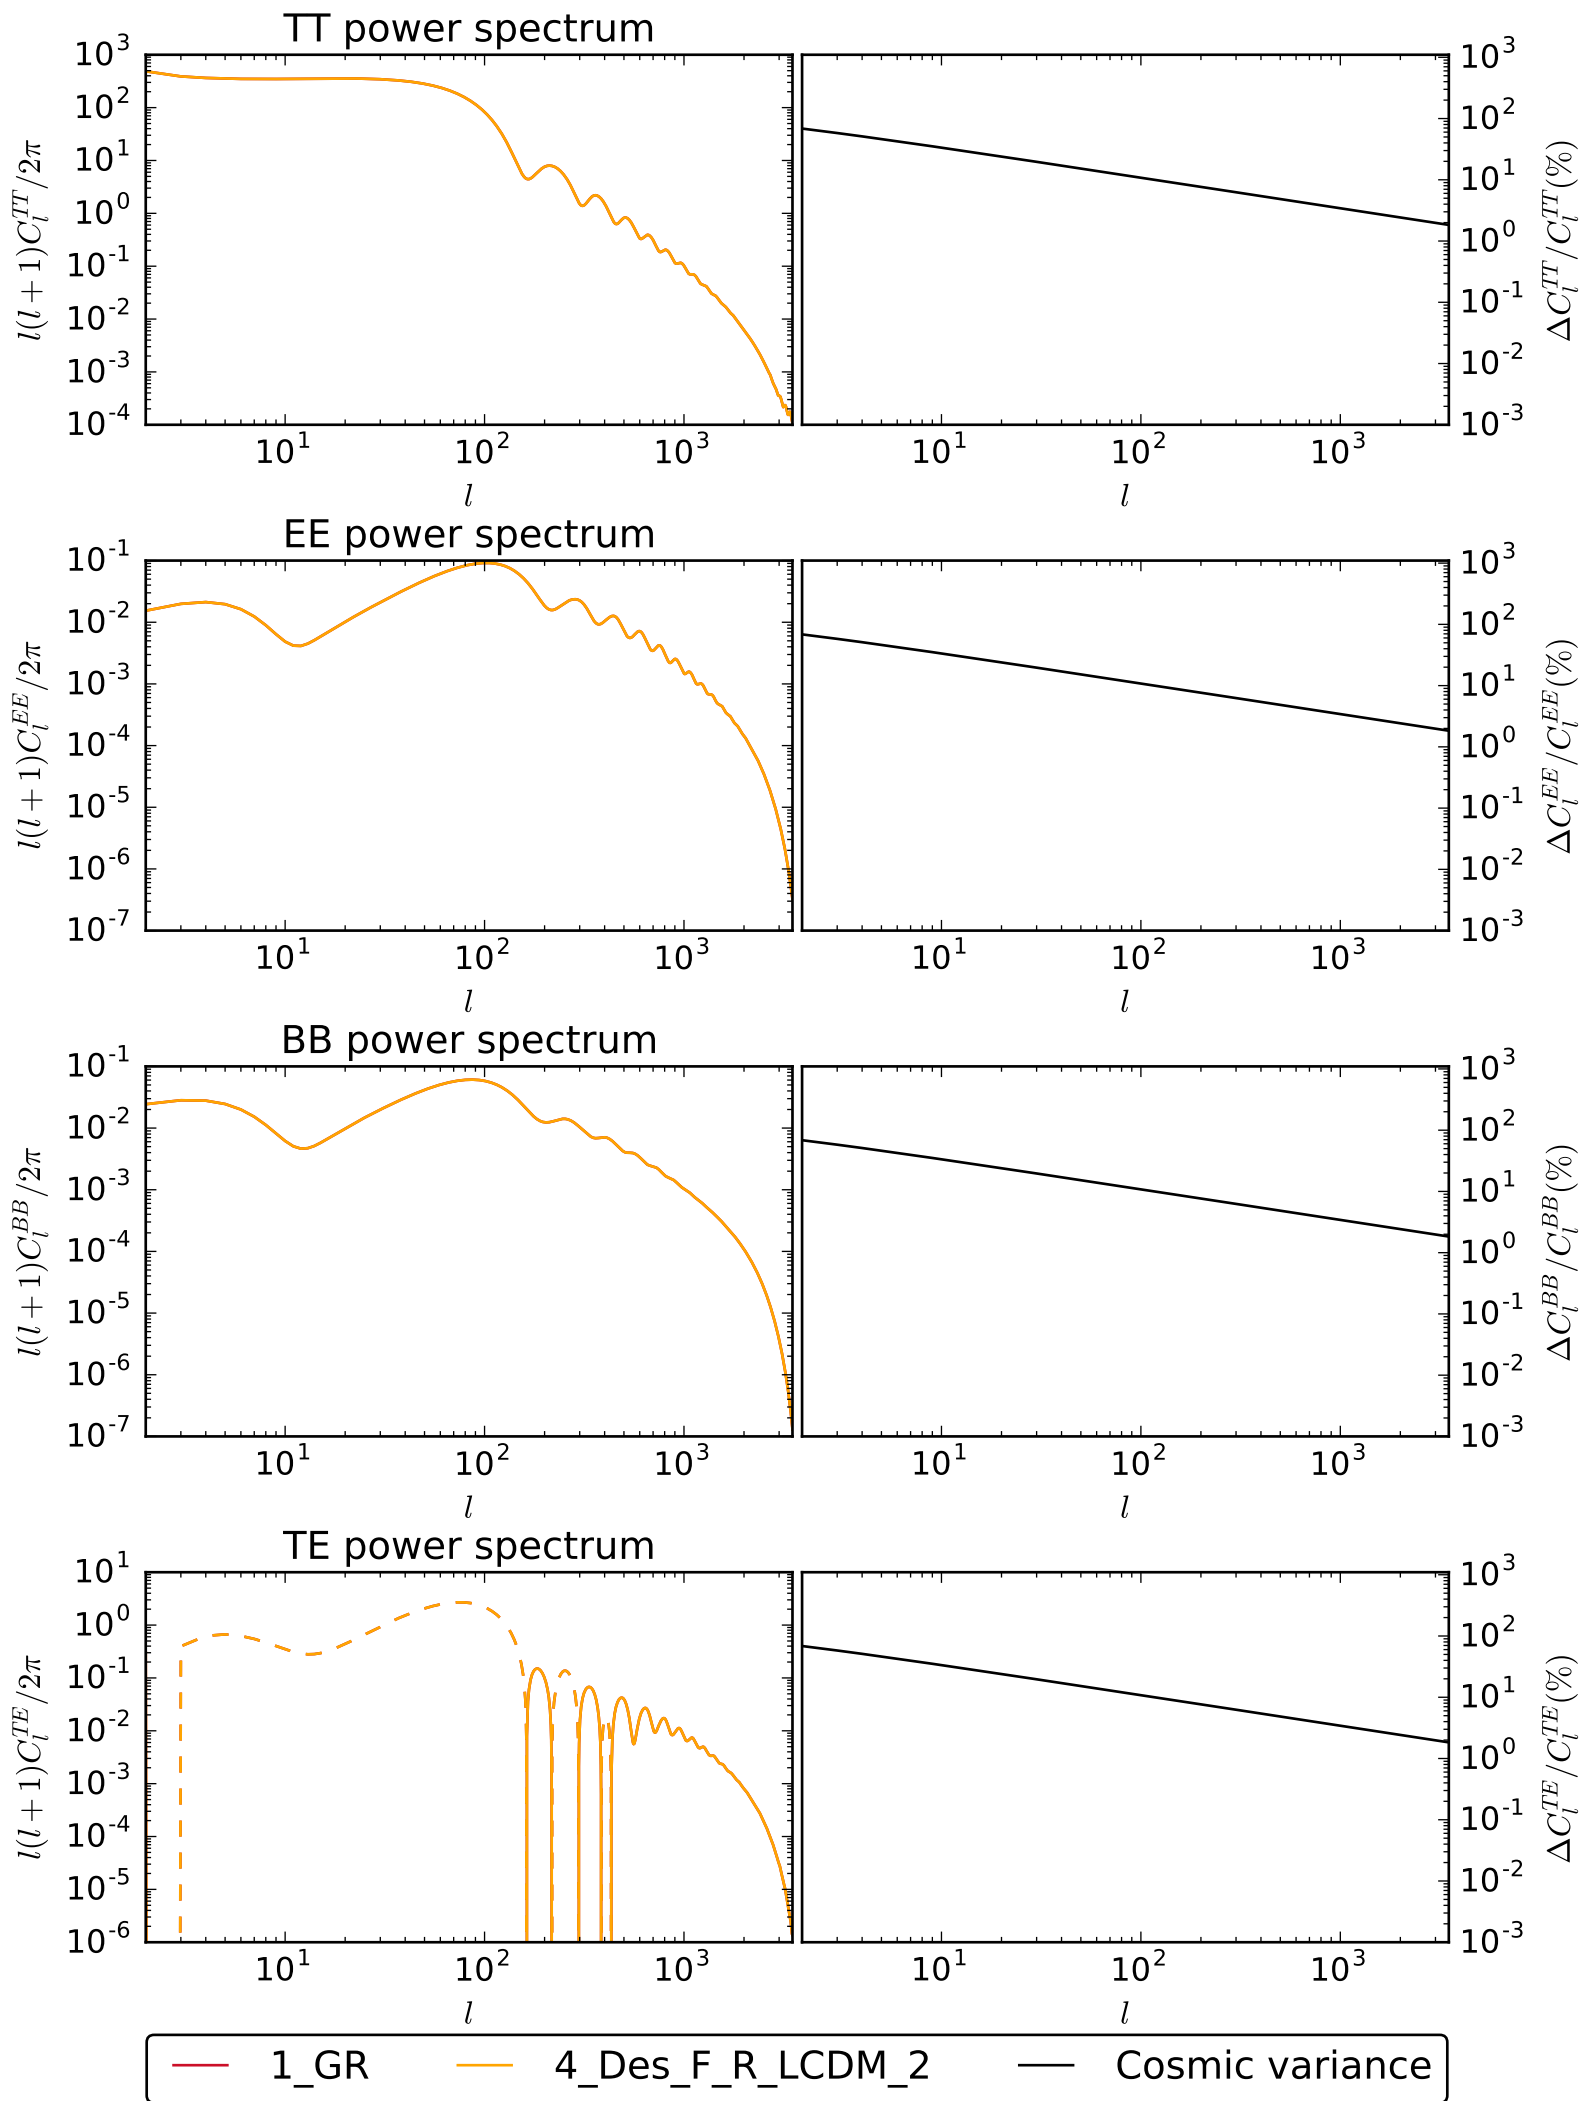 TT power spectrum
10^3 10^2 10^1 10^0 10^-1 10^-2 10^-3 10^-4
l(l + 1)C_l^{TT}/2π
10^1 10^2 10^3
l
10^3 10^2 10^1 10^0 10^-1 10^-2 10^-3
ΔC_l^{TT}/C_l^{TT}(%)
10^1 10^2 10^3
l
EE power spectrum
10^-1 10^-2 10^-3 10^-4 10^-5 10^-6 10^-7
l(l + 1)C_l^{EE}/2π
10^1 10^2 10^3
l
10^3 10^2 10^1 10^0 10^-1 10^-2 10^-3
ΔC_l^{EE}/C_l^{EE}(%)
10^1 10^2 10^3
l
BB power spectrum
10^-1 10^-2 10^-3 10^-4 10^-5 10^-6 10^-7
l(l + 1)C_l^{BB}/2π
10^1 10^2 10^3
l
10^3 10^2 10^1 10^0 10^-1 10^-2 10^-3
ΔC_l^{BB}/C_l^{BB}(%)
10^1 10^2 10^3
l
TE power spectrum
10^1 10^0 10^-1 10^-2 10^-3 10^-4 10^-5 10^-6
l(l + 1)C_l^{TE}/2π
10^1 10^2 10^3
l
10^3 10^2 10^1 10^0 10^-1 10^-2 10^-3
ΔC_l^{TE}/C_l^{TE}(%)
10^1 10^2 10^3
l
1_GR 4_Des_F_R_LCDM_2 Cosmic variance